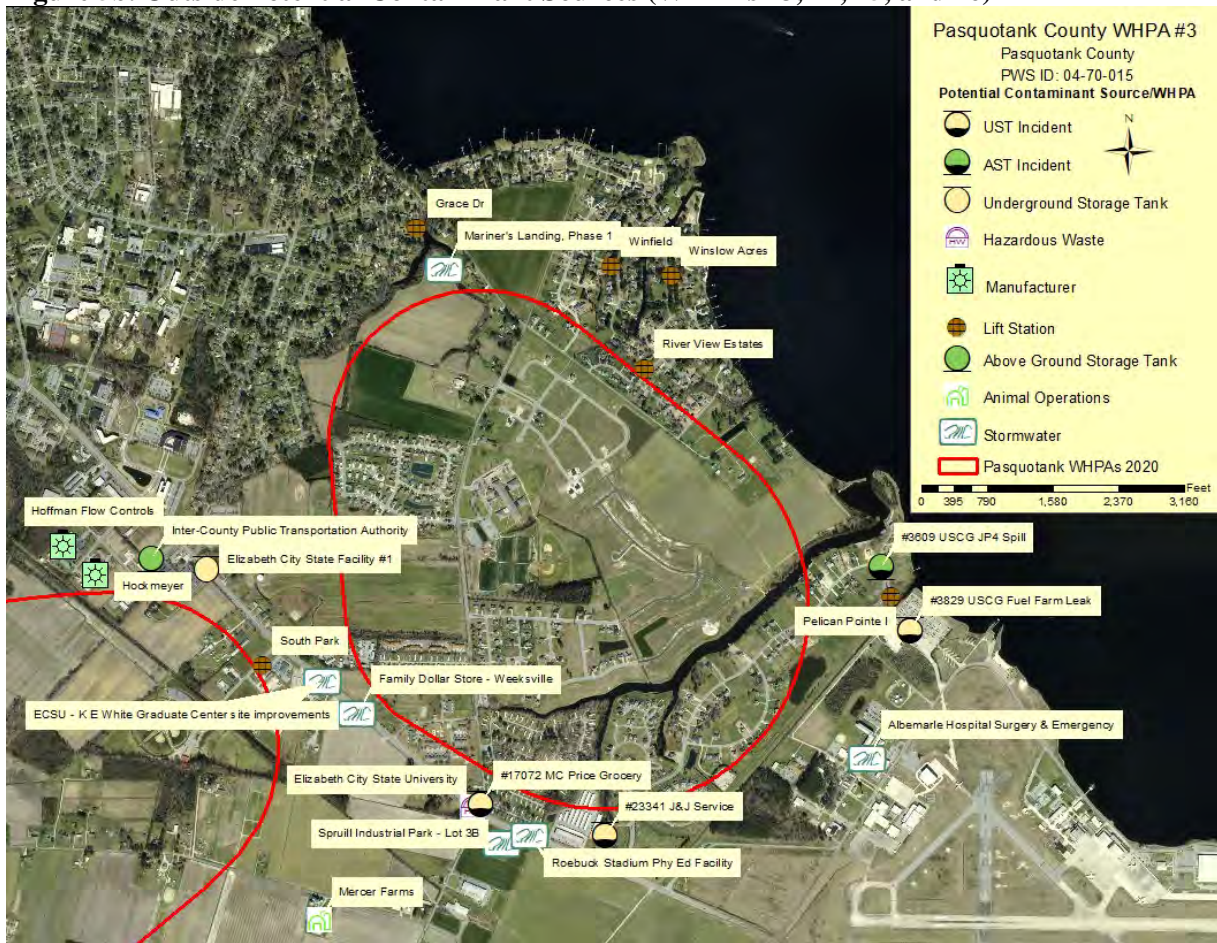 Pasquotank County WHPA #3
Pasquotank County
PWS ID: 04-70-015
Potential Contaminant Source/WHPA
N
UST Incident
AST Incident
Underground Storage Tank
HW
Hazardous Waste
Manufacturer
Lift Station
Above Ground Storage Tank
Animal Operations
Stormwater
Pasquotank WHPAs 2020
Feet
0 395 790 1,580 2,370 3,160
Grace Dr
Mariner's Landing, Phase 1
Winfield
Winslow Acres
River View Estates
Hoffman Flow Controls
Inter-County Public Transportation Authority
Elizabeth City State Facility #1
Hockmeyer
#3609 USCG JP4 Spill
#3829 USCG Fuel Farm Leak
Pelican Pointe I
South Park
Family Dollar Store - Weeksville
ECSU - K E White Graduate Center site improvements
Albemarle Hospital Surgery & Emergency
Elizabeth City State University
#17072 MC Price Grocery
#23341 J&J Service
Spruill Industrial Park - Lot 3B
Roebuck Stadium Phy Ed Facility
Mercer Farms